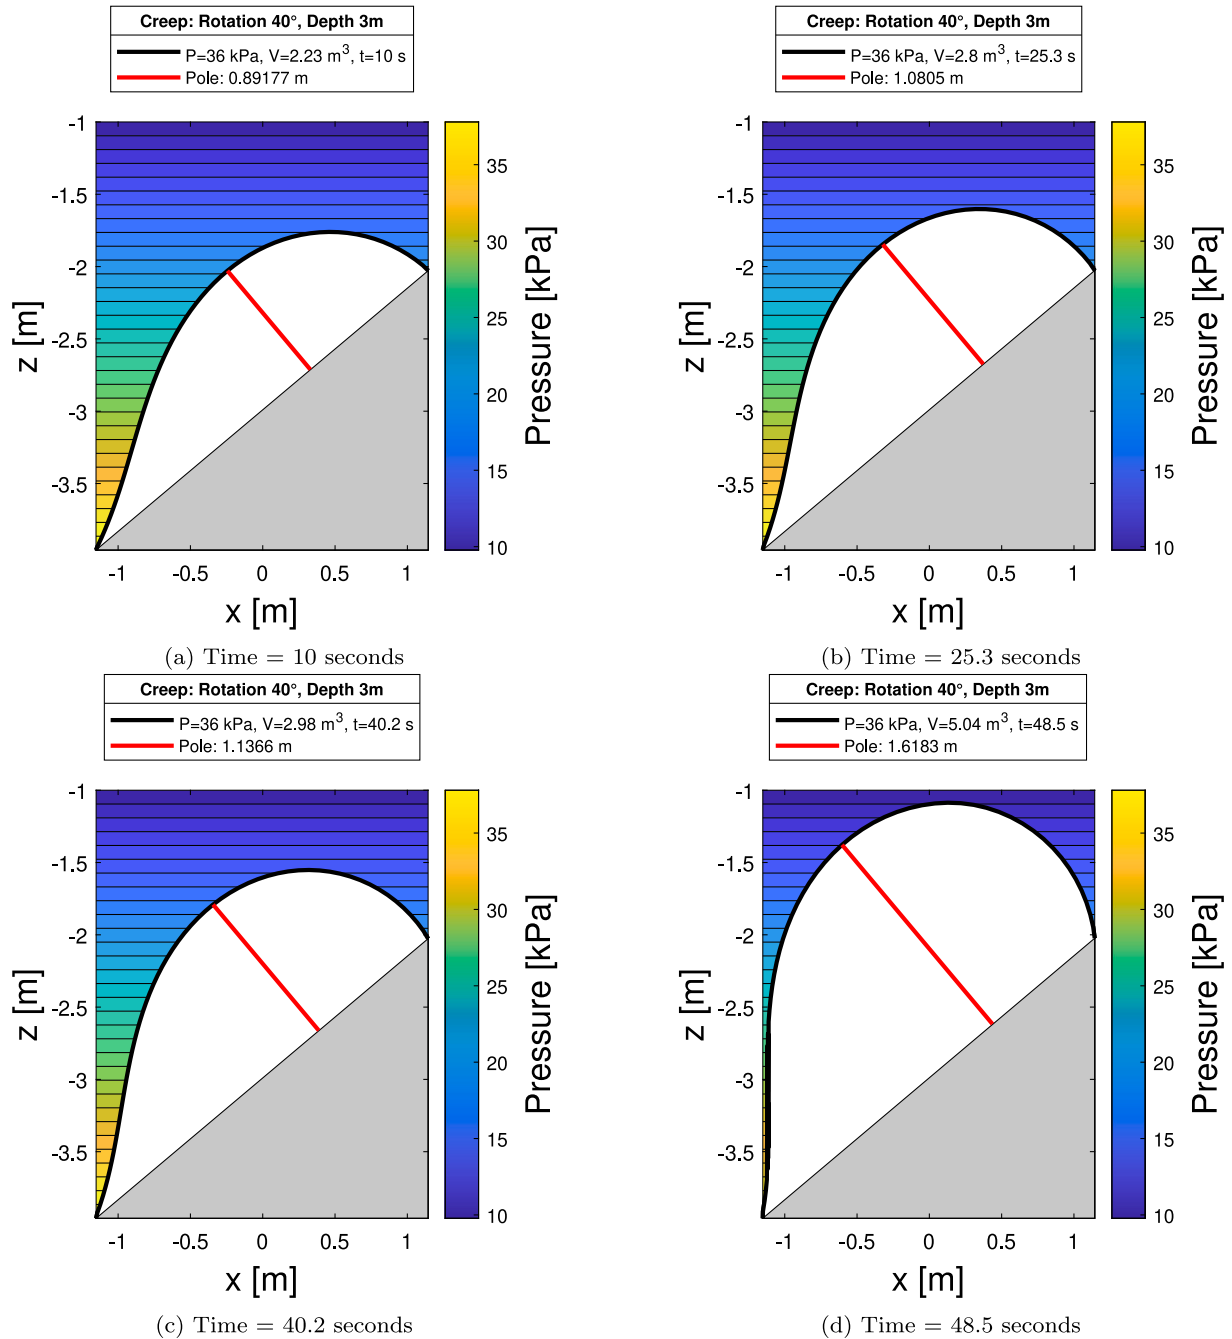 Creep: Rotation 40°, Depth 3m
P=36 kPa, V=2.23 m³, t=10 s
Pole: 0.89177 m
-1
-1.5
-2
-2.5
-3
-3.5
z [m]
-1 -0.5 0 0.5 1
x [m]
35
30
25
20
15
10
Pressure [kPa]
(a) Time = 10 seconds
Creep: Rotation 40°, Depth 3m
P=36 kPa, V=2.8 m³, t=25.3 s
Pole: 1.0805 m
-1
-1.5
-2
-2.5
-3
-3.5
z [m]
-1 -0.5 0 0.5 1
x [m]
35
30
25
20
15
10
Pressure [kPa]
(b) Time = 25.3 seconds
Creep: Rotation 40°, Depth 3m
P=36 kPa, V=2.98 m³, t=40.2 s
Pole: 1.1366 m
-1
-1.5
-2
-2.5
-3
-3.5
z [m]
-1 -0.5 0 0.5 1
x [m]
35
30
25
20
15
10
Pressure [kPa]
(c) Time = 40.2 seconds
Creep: Rotation 40°, Depth 3m
P=36 kPa, V=5.04 m³, t=48.5 s
Pole: 1.6183 m
-1
-1.5
-2
-2.5
-3
-3.5
z [m]
-1 -0.5 0 0.5 1
x [m]
35
30
25
20
15
10
Pressure [kPa]
(d) Time = 48.5 seconds